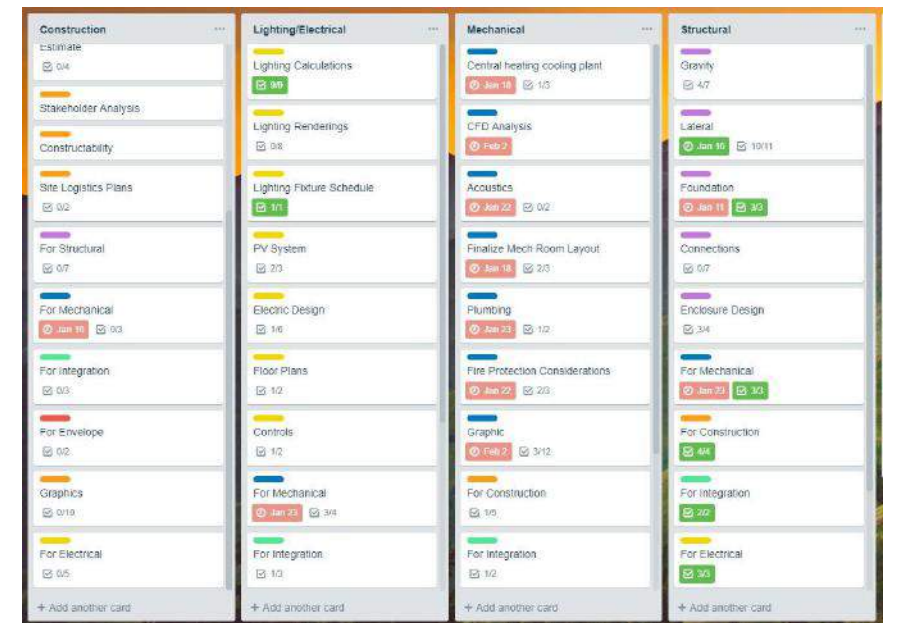 Construction
Estimate
0/4
Stakeholder Analysis
Constructability
Site Logistics Plans
0/2
For Structural
0/7
For Mechanical
Jan 16 0/3
For Integration
0/3
For Envelope
0/2
Graphics
0/19
For Electrical
0/5
+ Add another card
Lighting/Electrical
Lighting Calculations
9/9
Lighting Renderings
0/8
Lighting Fixture Schedule
1/1
PV System
2/3
Electric Design
1/6
Floor Plans
1/2
Controls
1/2
For Mechanical
Jan 23 3/4
For Integration
1/3
+ Add another card
Mechanical
Central heating cooling plant
Jan 18 1/3
CFD Analysis
Feb 2
Acoustics
Jan 22 0/2
Finalize Mech Room Layout
Jan 18 2/3
Plumbing
Jan 23 1/2
Fire Protection Considerations
Jan 22 2/3
Graphic
Feb 2 3/12
For Construction
For Integration
1/2
+ Add another card
Structural
Gravity
4/7
Lateral
Jan 16 10/11
Foundation
Jan 11 3/3
Connections
0/7
Enclosure Design
3/4
For Mechanical
Jan 23 3/3
For Construction
4/4
For Integration
2/2
For Electrical
3/3
+ Add another card